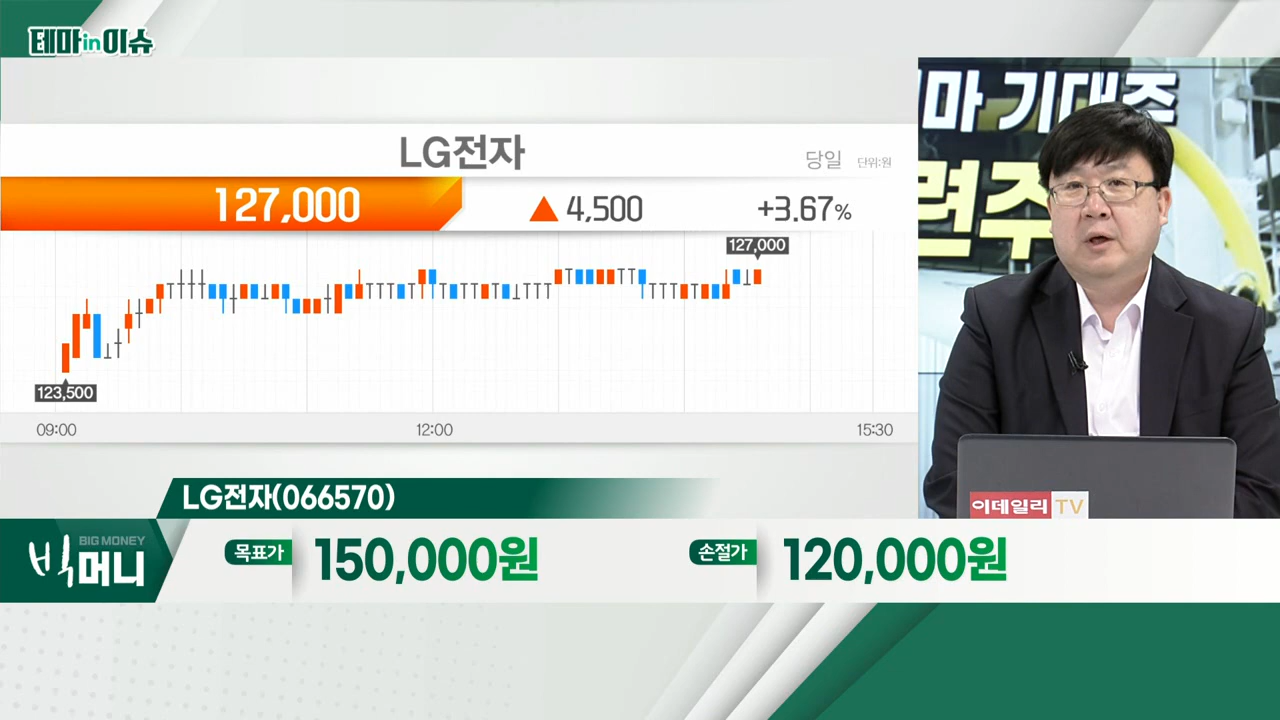 테마in이슈
마 기대주
련주
LG전자
당일 단위:원
127,000 ▲ 4,500 +3.67%
127,000
123,500
09:00 12:00 15:30
이데일리 TV
LG전자(066570)
BIG MONEY
빅머니
목표가 150,000원 손절가 120,000원